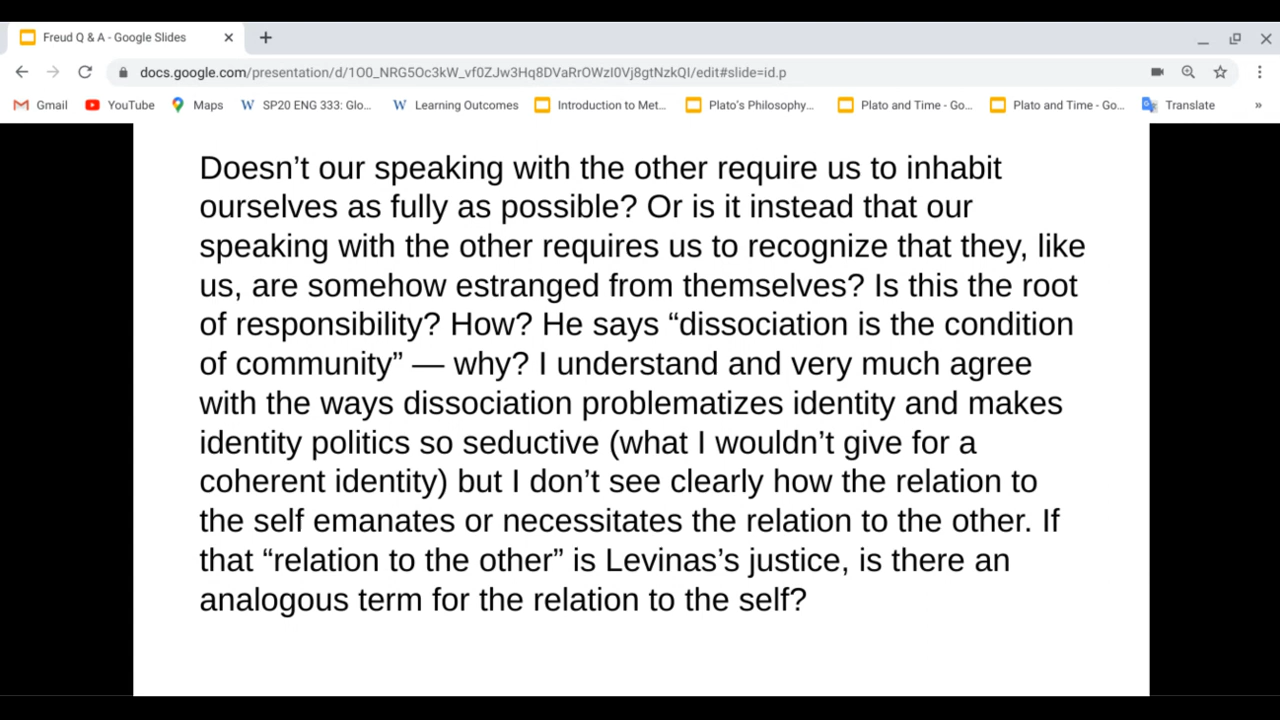 Freud Q & A - Google Slides
docs.google.com/presentation/d/1O0_NRG5Oc3kW_vf0ZJw3Hq8DVaRrOWzI0Vj8gtNzkQI/edit#slide=id.p
Gmail YouTube Maps SP20 ENG 333: Glo... Learning Outcomes Introduction to Met... Plato's Philosophy... Plato and Time - Go... Plato and Time - Go... Translate »
Doesn’t our speaking with the other require us to inhabit
ourselves as fully as possible? Or is it instead that our
speaking with the other requires us to recognize that they, like
us, are somehow estranged from themselves? Is this the root
of responsibility? How? He says “dissociation is the condition
of community” — why? I understand and very much agree
with the ways dissociation problematizes identity and makes
identity politics so seductive (what I wouldn’t give for a
coherent identity) but I don’t see clearly how the relation to
the self emanates or necessitates the relation to the other. If
that “relation to the other” is Levinas’s justice, is there an
analogous term for the relation to the self?